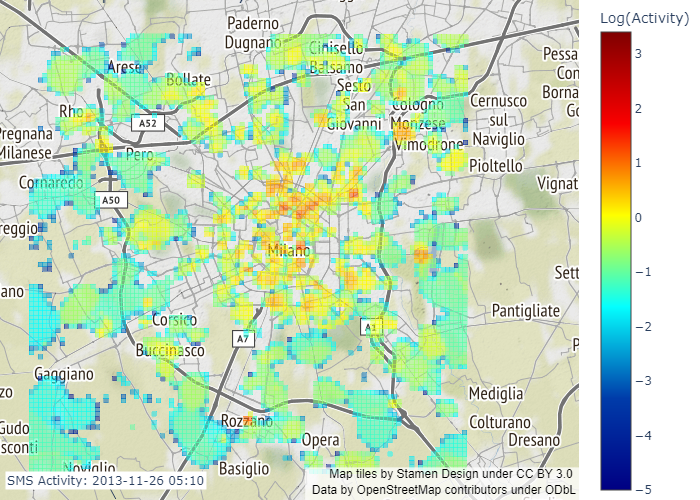 Log(Activity)
3
2
1
0
−1
−2
−3
−4
−5
Paderno
Dugnano
Cinisello
Balsamo
Arese
Bollate
Sesto
San
Giovanni
Cologno
Monzese
Cernusco
sul
Naviglio
Pessa
Con
Borna
Go
Rho
A52
Pregnana
Milanese
Pero
Vimodrone
Pioltello
Cornaredo
A50
Vignat
reggio
Milano
Sett
ano
Corsico
Pantigliate
A7
A1
Buccinasco
P
Gaggiano
zo
Mediglia
Gudo
sconti
Rozzano
Opera
Colturano
Dresano
Noviglio
Basiglio
SMS Activity: 2013-11-26 05:10
Map tiles by Stamen Design under CC BY 3.0
Data by OpenStreetMap contributors under ODbL